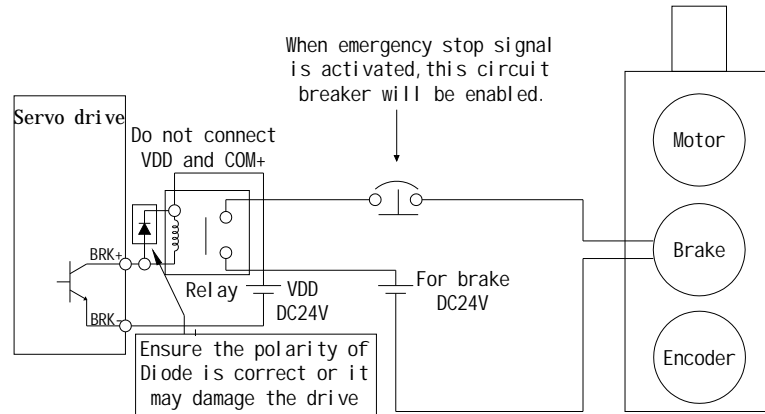 When emergency stop signal
is activated,this circuit
breaker will be enabled.
Servo drive
Do not connect
VDD and COM+
Motor
BRK+
Brake
Relay
VDD
DC24V
For brake
DC24V
BRK-
Ensure the polarity of
Diode is correct or it
may damage the drive
Encoder